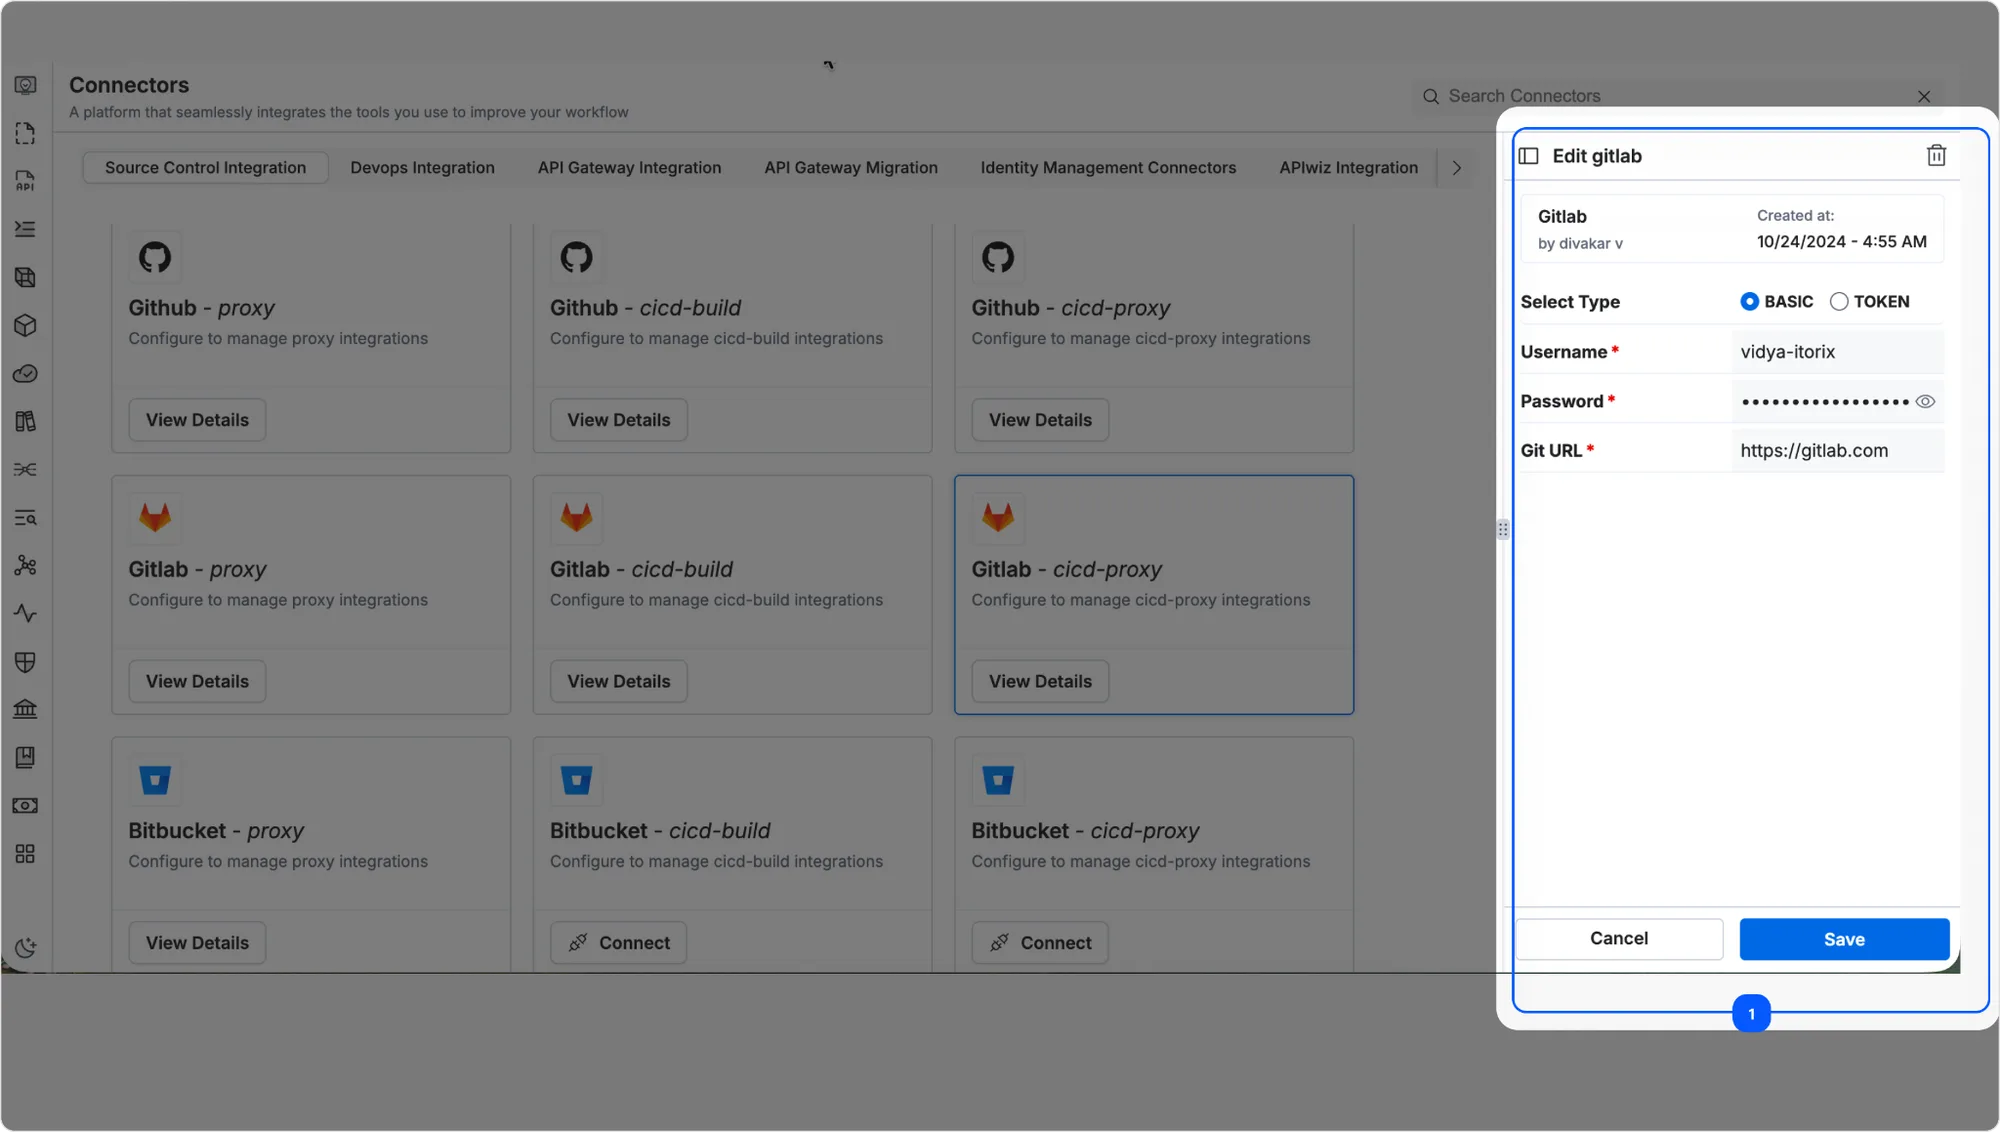 Connectors
A platform that seamlessly integrates the tools you use to improve your workflow
Search Connectors
Source Control Integration
Devops Integration
API Gateway Integration
API Gateway Migration
Identity Management Connectors
APIwiz Integration
API
Github - proxy
Configure to manage proxy integrations
View Details
Github - cicd-build
Configure to manage cicd-build integrations
View Details
Github - cicd-proxy
Configure to manage cicd-proxy integrations
View Details
Gitlab - proxy
Configure to manage proxy integrations
View Details
Gitlab - cicd-build
Configure to manage cicd-build integrations
View Details
Gitlab - cicd-proxy
Configure to manage cicd-proxy integrations
View Details
Bitbucket - proxy
Configure to manage proxy integrations
View Details
Bitbucket - cicd-build
Configure to manage cicd-build integrations
Connect
Bitbucket - cicd-proxy
Configure to manage cicd-proxy integrations
Connect
Edit gitlab
Gitlab
by divakar v
Created at:
10/24/2024 - 4:55 AM
Select Type
BASIC
TOKEN
Username *
vidya-itorix
Password *
••••••••••••••••••
Git URL *
https://gitlab.com
Cancel
Save
1